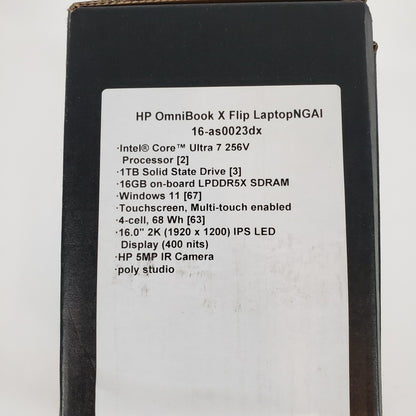 HP OmniBook X Flip LaptopNGAI
16-as0023dx
·Intel® Core™ Ultra 7 256V
Processor [2]
·1TB Solid State Drive [3]
·16GB on-board LPDDR5X SDRAM
·Windows 11 [67]
·Touchscreen, Multi-touch enabled
·4-cell, 68 Wh [63]
·16.0" 2K (1920 x 1200) IPS LED
Display (400 nits)
·HP 5MP IR Camera
·poly studio